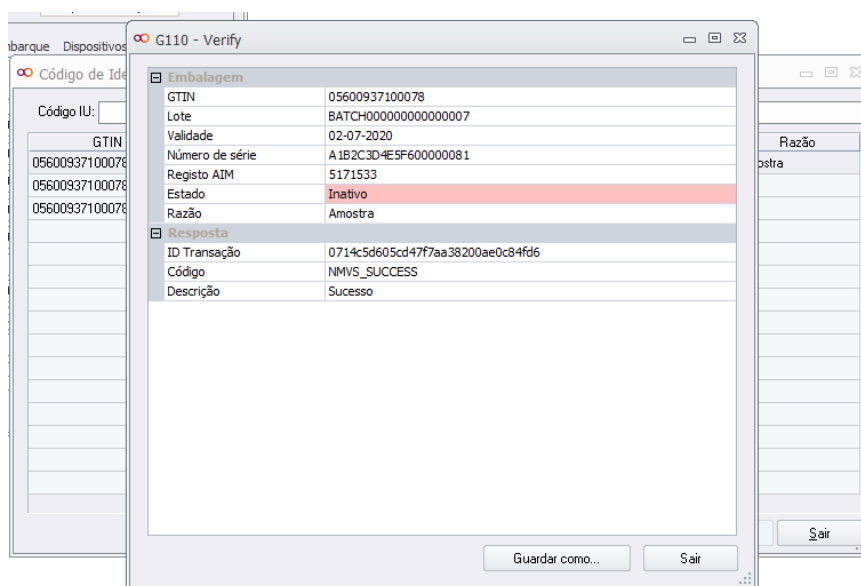 G110 - Verify
Dispositivos
Código de Ide
Código IU:
GTIN
Razão
05600937100078
05600937100078
05600937100078
Embalagem
GTIN 05600937100078
Lote BATCH000000000000007
Validade 02-07-2020
Número de série A1B2C3D4E5F600000081
Registo AIM 5171533
Estado Inativo
Razão Amostra
Resposta
ID Transação 0714c5d605cd47f7aa38200ae0c84fd6
Código NMVS_SUCCESS
Descrição Sucesso
Guardar como...
Sair
Sair